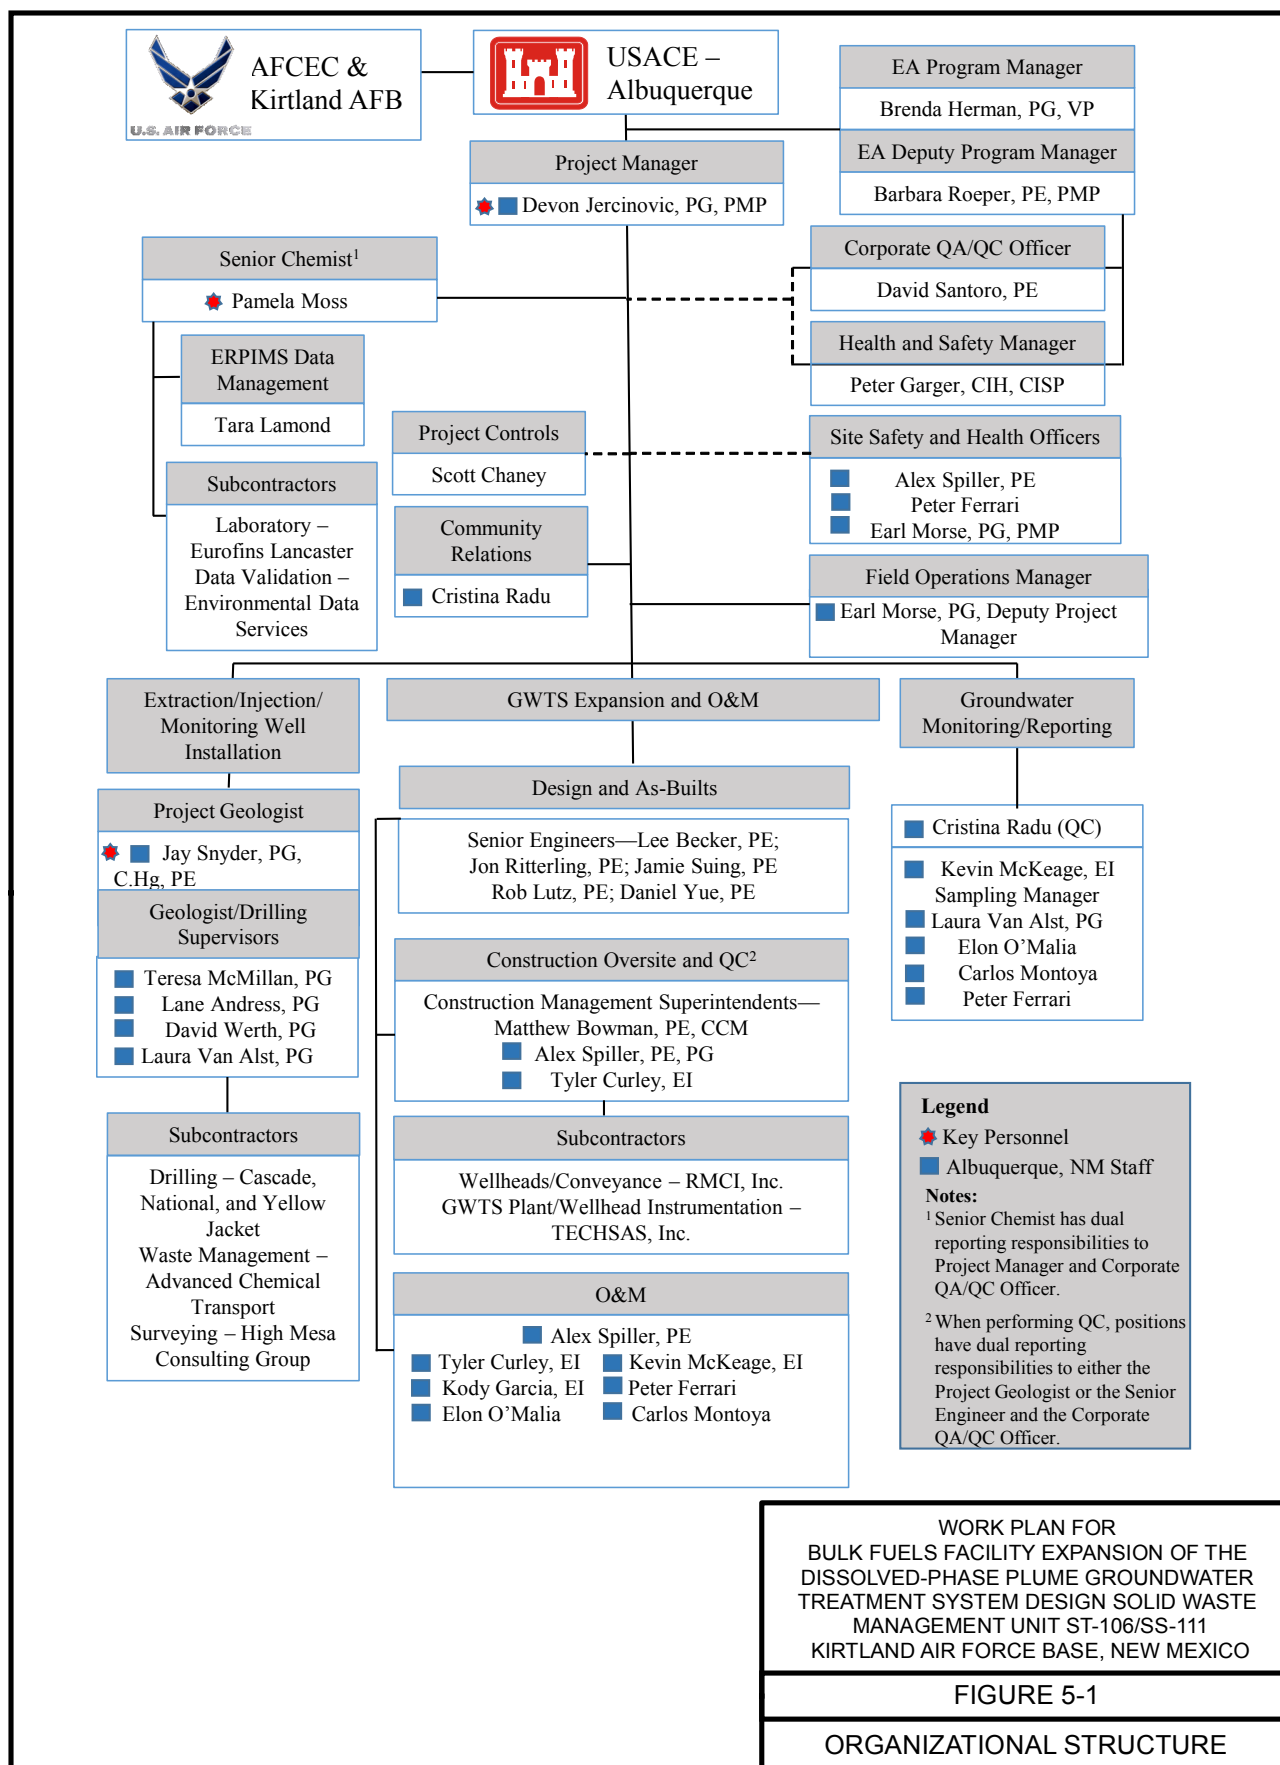 AFCEC &
Kirtland AFB
U.S. AIR FORCE
USACE –
Albuquerque
EA Program Manager
Brenda Herman, PG, VP
EA Deputy Program Manager
Barbara Roeper, PE, PMP
Project Manager
Devon Jercinovic, PG, PMP
Senior Chemist1
Pamela Moss
Corporate QA/QC Officer
David Santoro, PE
Health and Safety Manager
Peter Garger, CIH, CISP
ERPIMS Data
Management
Tara Lamond
Project Controls
Scott Chaney
Site Safety and Health Officers
Alex Spiller, PE
Peter Ferrari
Earl Morse, PG, PMP
Subcontractors
Laboratory –
Eurofins Lancaster
Data Validation –
Environmental Data
Services
Community
Relations
Cristina Radu
Field Operations Manager
Earl Morse, PG, Deputy Project
Manager
Extraction/Injection/
Monitoring Well
Installation
GWTS Expansion and O&M
Groundwater
Monitoring/Reporting
Project Geologist
Jay Snyder, PG,
C.Hg, PE
Geologist/Drilling
Supervisors
Teresa McMillan, PG
Lane Andress, PG
David Werth, PG
Laura Van Alst, PG
Subcontractors
Drilling – Cascade,
National, and Yellow
Jacket
Waste Management –
Advanced Chemical
Transport
Surveying – High Mesa
Consulting Group
Design and As-Builts
Senior Engineers—Lee Becker, PE;
Jon Ritterling, PE; Jamie Suing, PE
Rob Lutz, PE; Daniel Yue, PE
Construction Oversite and QC2
Construction Management Superintendents—
Matthew Bowman, PE, CCM
Alex Spiller, PE, PG
Tyler Curley, EI
Subcontractors
Wellheads/Conveyance – RMCI, Inc.
GWTS Plant/Wellhead Instrumentation –
TECHSAS, Inc.
O&M
Alex Spiller, PE
Tyler Curley, EI
Kevin McKeage, EI
Kody Garcia, EI
Peter Ferrari
Elon O’Malia
Carlos Montoya
Cristina Radu (QC)
Kevin McKeage, EI
Sampling Manager
Laura Van Alst, PG
Elon O’Malia
Carlos Montoya
Peter Ferrari
Legend
Key Personnel
Albuquerque, NM Staff
Notes:
1 Senior Chemist has dual
reporting responsibilities to
Project Manager and Corporate
QA/QC Officer.
2 When performing QC, positions
have dual reporting
responsibilities to either the
Project Geologist or the Senior
Engineer and the Corporate
QA/QC Officer.
WORK PLAN FOR
BULK FUELS FACILITY EXPANSION OF THE
DISSOLVED-PHASE PLUME GROUNDWATER
TREATMENT SYSTEM DESIGN SOLID WASTE
MANAGEMENT UNIT ST-106/SS-111
KIRTLAND AIR FORCE BASE, NEW MEXICO
FIGURE 5-1
ORGANIZATIONAL STRUCTURE